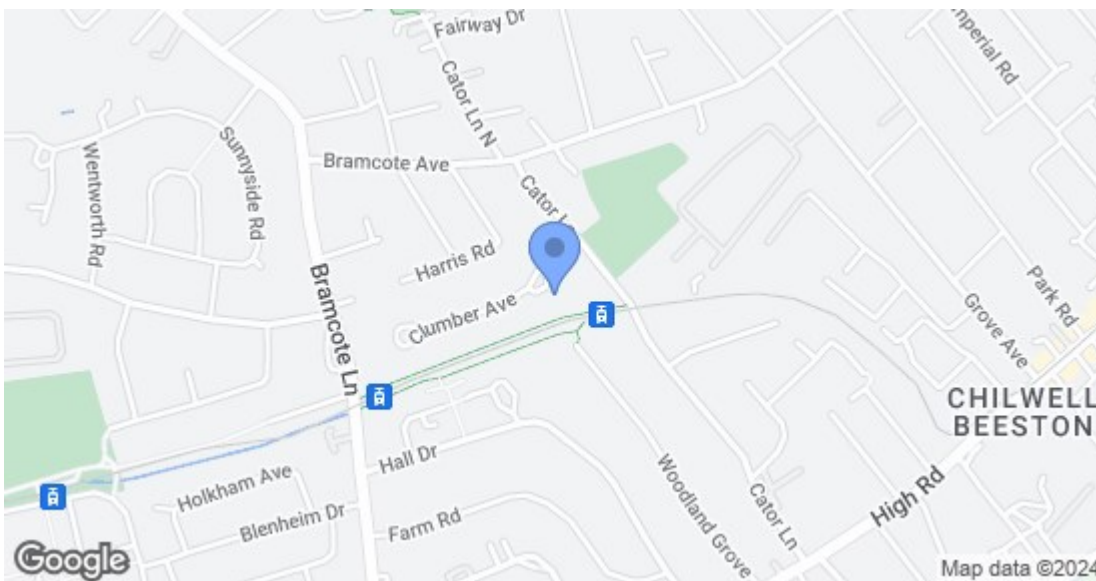 Fairway Dr
Imperial Rd
Cator Ln N
Sunnyside Rd
Wentworth Rd
Bramcote Ave
Cator Ln
Harris Rd
Bramcote Ln
Clumber Ave
Park Rd
Grove Ave
CHILWELL
BEESTON
Hall Dr
Woodland Grove
Holkham Ave
Cator Ln
High Rd
Blenheim Dr
Farm Rd
Google
Map data ©2024